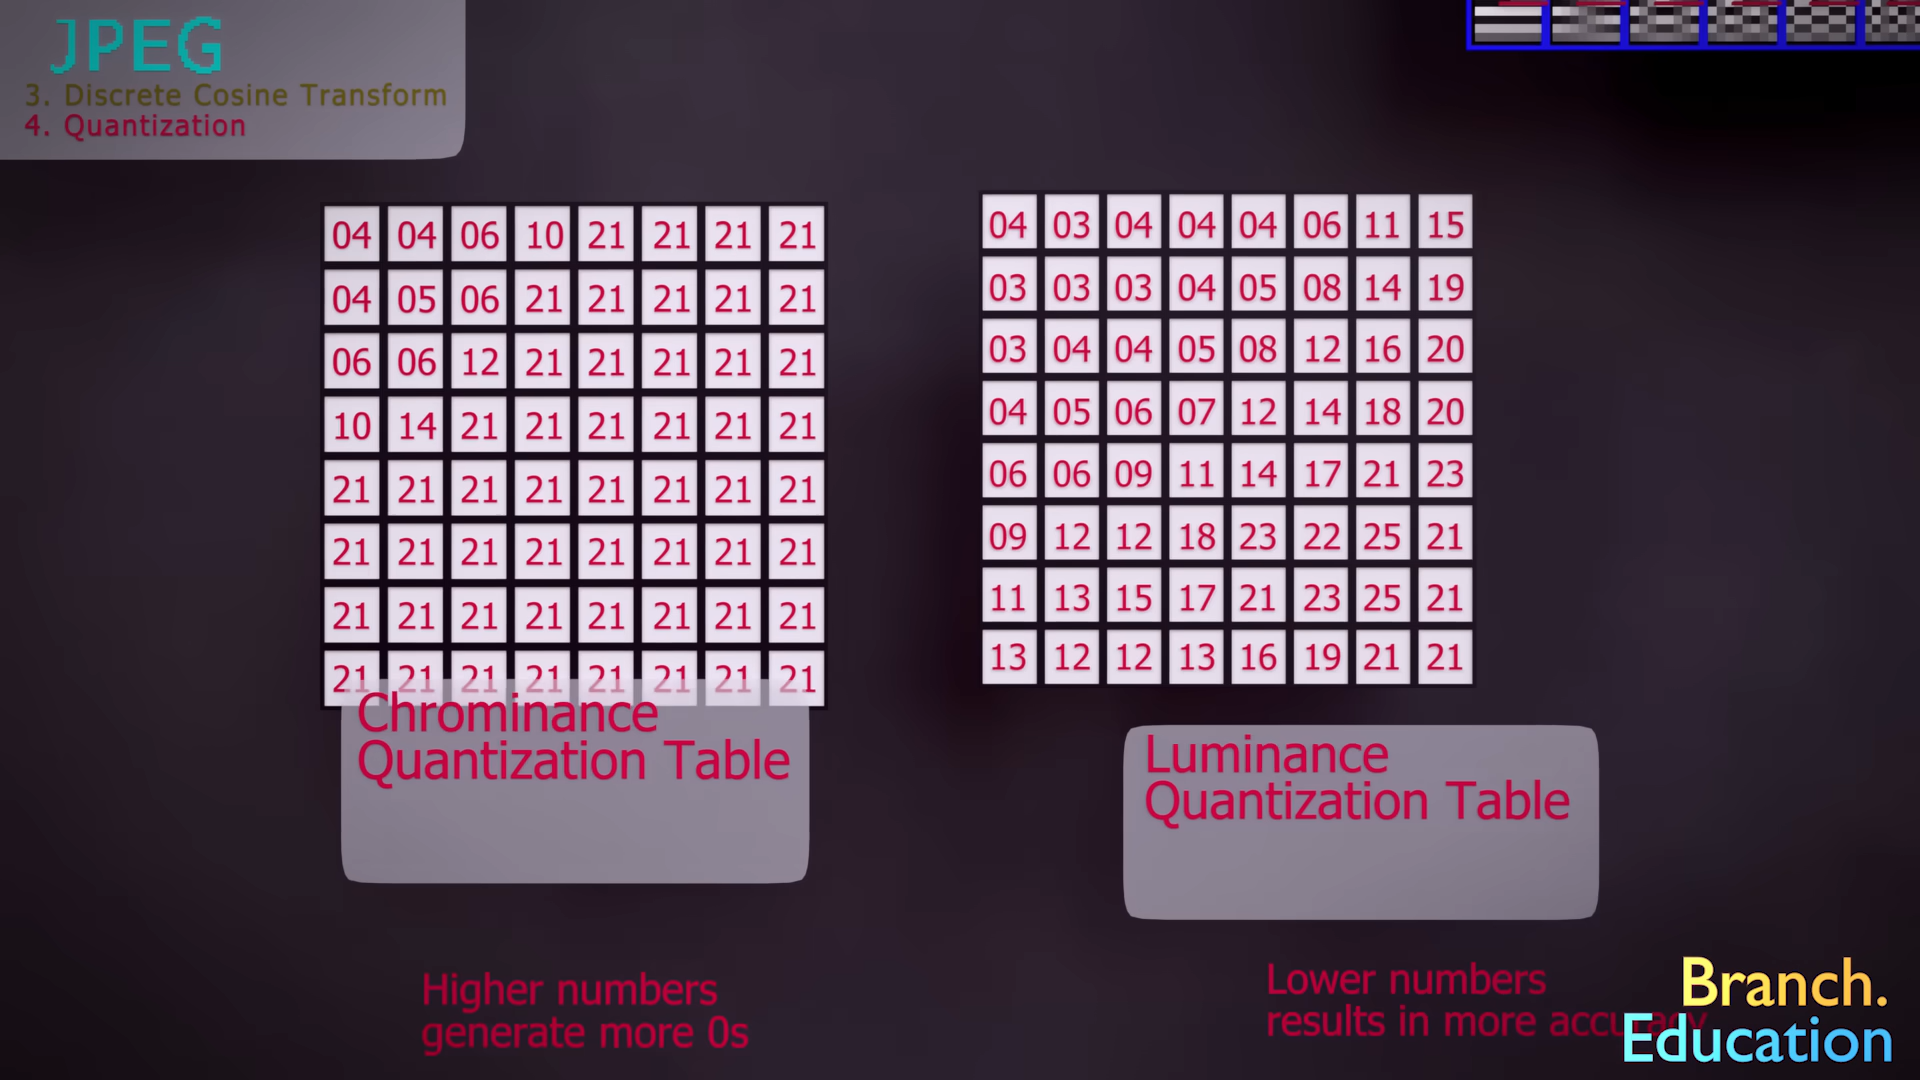 JPEG
3. Discrete Cosine Transform
4. Quantization
04 04 06 10 21 21 21 21
04 05 06 21 21 21 21 21
06 06 12 21 21 21 21 21
10 14 21 21 21 21 21 21
21 21 21 21 21 21 21 21
21 21 21 21 21 21 21 21
21 21 21 21 21 21 21 21
21 21 21 21 21 21 21 21
Chrominance
Quantization Table
Higher numbers
generate more 0s
04 03 04 04 04 06 11 15
03 03 03 04 05 08 14 19
03 04 04 05 08 12 16 20
04 05 06 07 12 14 18 20
06 06 09 11 14 17 21 23
09 12 12 18 23 22 25 21
11 13 15 17 21 23 25 21
13 12 12 13 16 19 21 21
Luminance
Quantization Table
Lower numbers
results in more accuracy
Branch.
Education